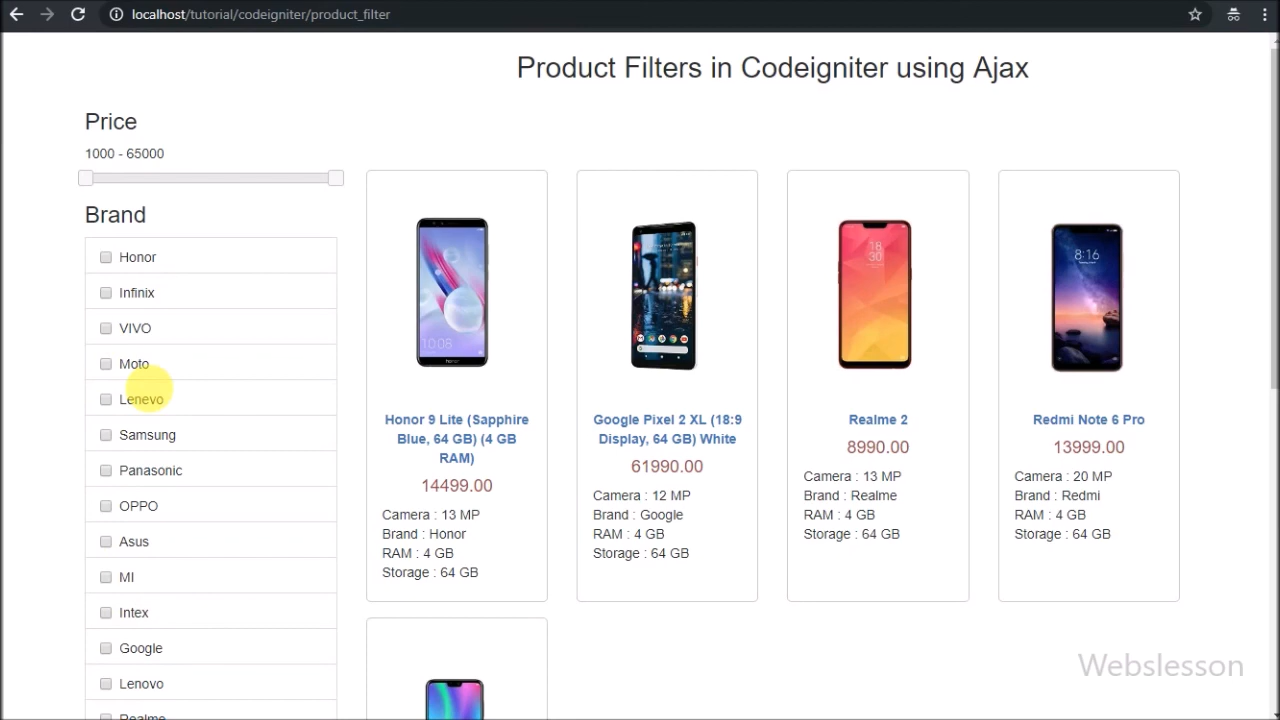 localhost/tutorial/codeigniter/product_filter
Product Filters in Codeigniter using Ajax
Price
1000 - 65000
Brand
Honor
Infinix
VIVO
Moto
Lenevo
Samsung
Panasonic
OPPO
Asus
MI
Intex
Google
Lenovo
Realme
Honor 9 Lite (Sapphire
Blue, 64 GB) (4 GB
RAM)
14499.00
Camera : 13 MP
Brand : Honor
RAM : 4 GB
Storage : 64 GB
Google Pixel 2 XL (18:9
Display, 64 GB) White
61990.00
Camera : 12 MP
Brand : Google
RAM : 4 GB
Storage : 64 GB
18
30
Realme 2
8990.00
Camera : 13 MP
Brand : Realme
RAM : 4 GB
Storage : 64 GB
8:16
Redmi Note 6 Pro
13999.00
Camera : 20 MP
Brand : Redmi
RAM : 4 GB
Storage : 64 GB
Webslesson